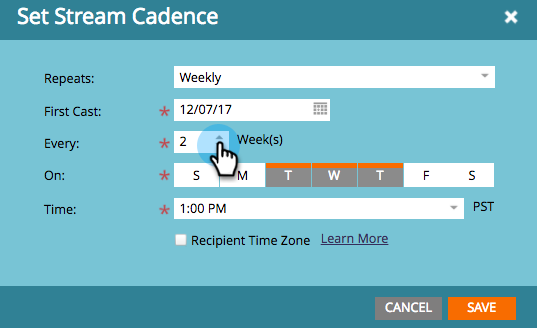 Set Stream Cadence
Repeats: Weekly
First Cast: * 12/07/17
Every: * 2 Week(s)
On: * S M T W T F S
Time: * 1:00 PM PST
Recipient Time Zone Learn More
CANCEL SAVE